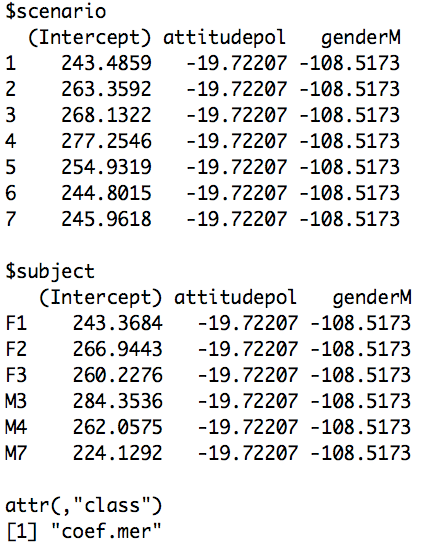 $scenario
  (Intercept) attitudepol   genderM
1    243.4859   -19.72207 -108.5173
2    263.3592   -19.72207 -108.5173
3    268.1322   -19.72207 -108.5173
4    277.2546   -19.72207 -108.5173
5    254.9319   -19.72207 -108.5173
6    244.8015   -19.72207 -108.5173
7    245.9618   -19.72207 -108.5173

$subject
   (Intercept) attitudepol   genderM
F1    243.3684   -19.72207 -108.5173
F2    266.9443   -19.72207 -108.5173
F3    260.2276   -19.72207 -108.5173
M3    284.3536   -19.72207 -108.5173
M4    262.0575   -19.72207 -108.5173
M7    224.1292   -19.72207 -108.5173

attr(,"class")
[1] "coef.mer"